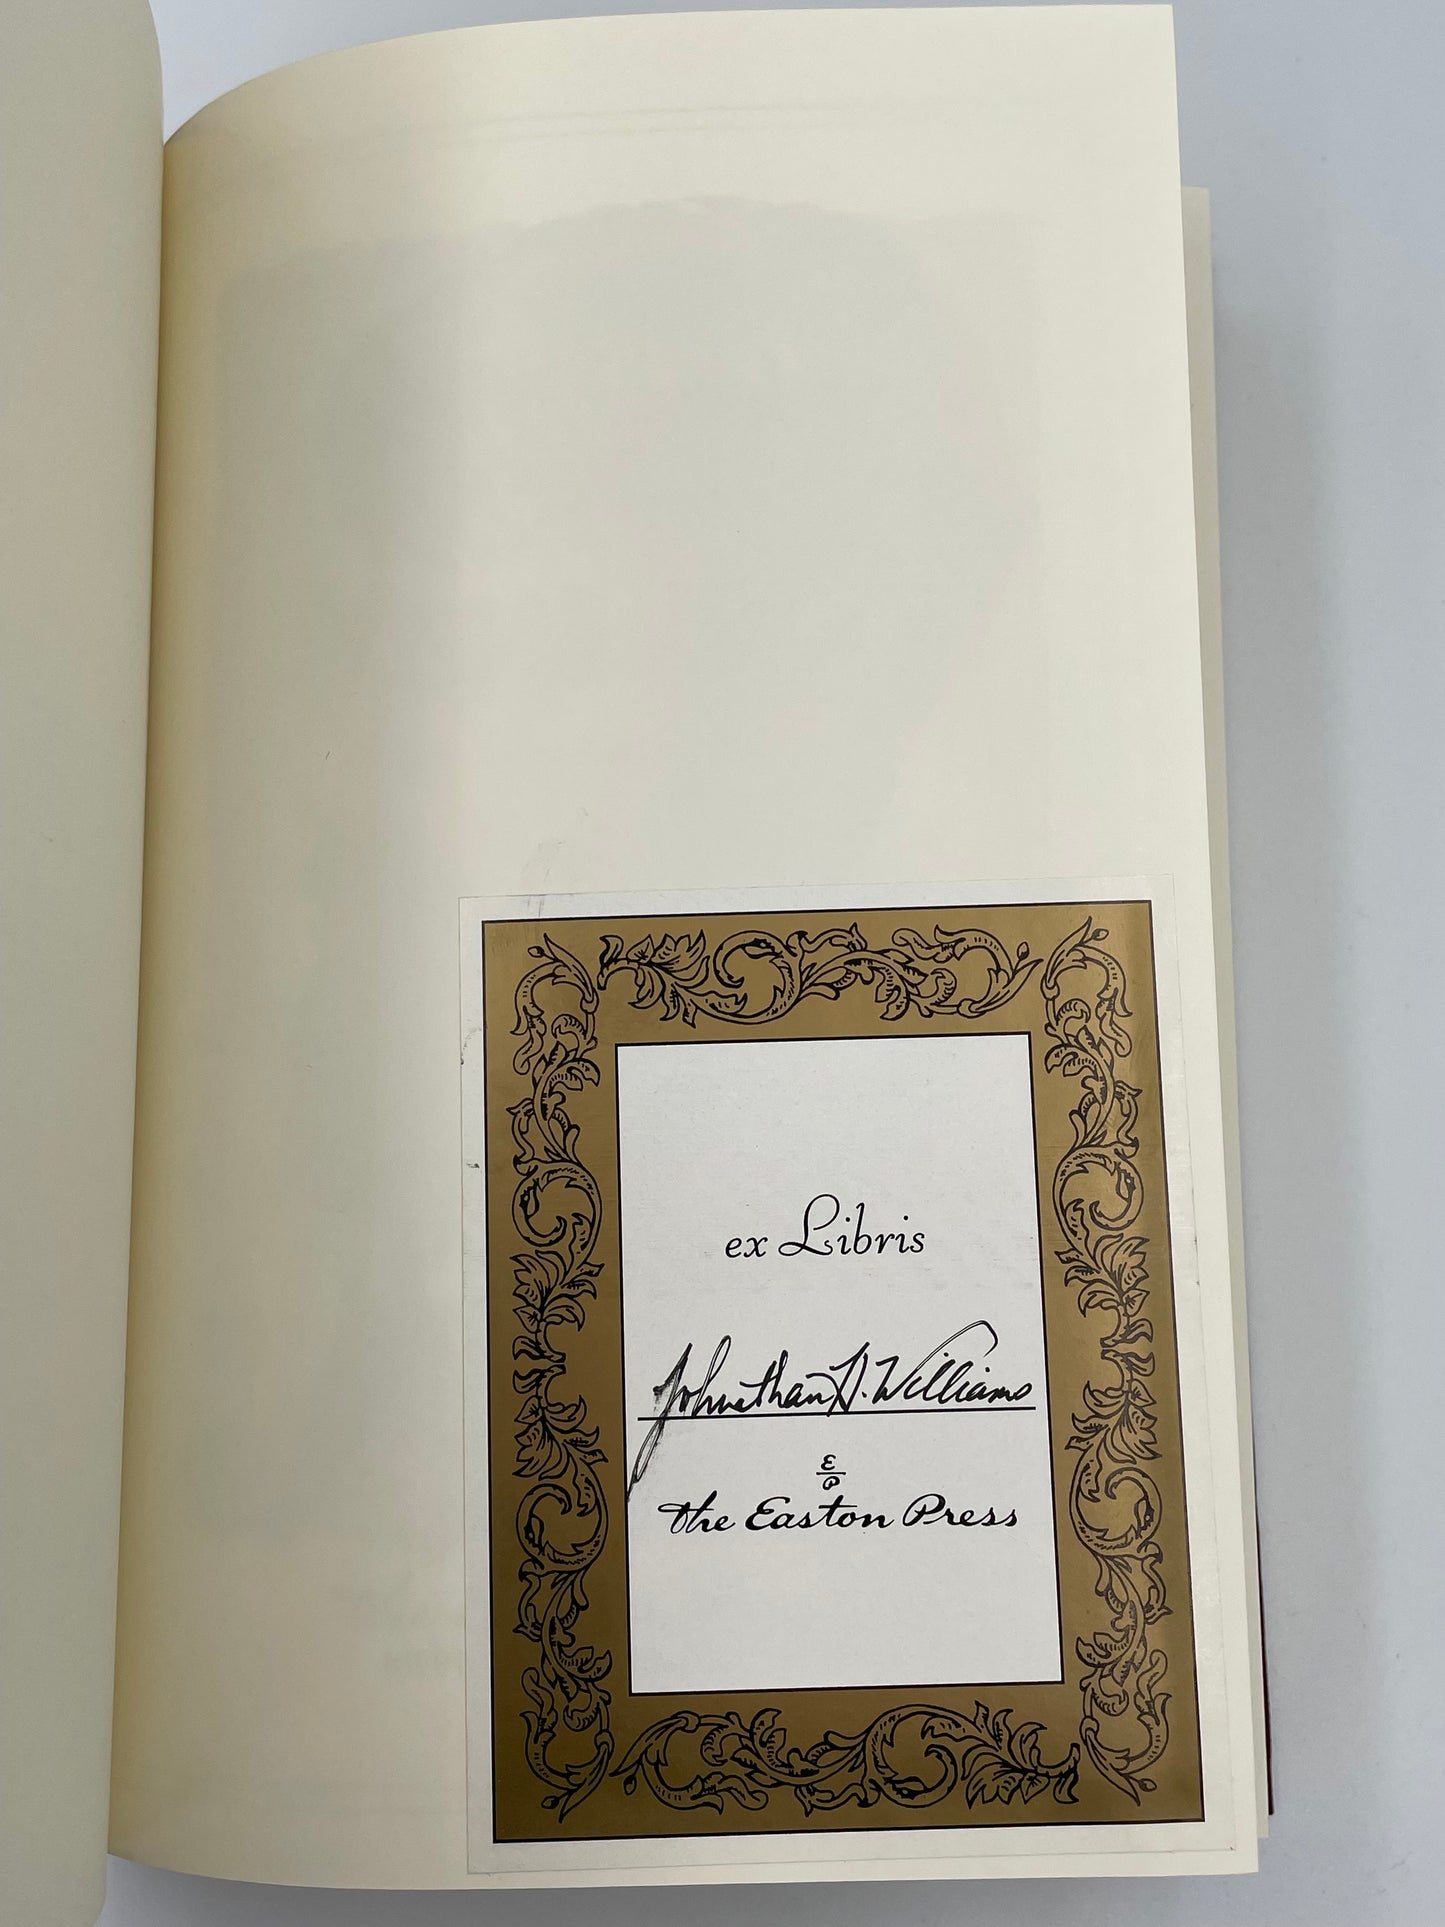 ex Libris
Johnathan H. Williams
E
P
The Easton Press